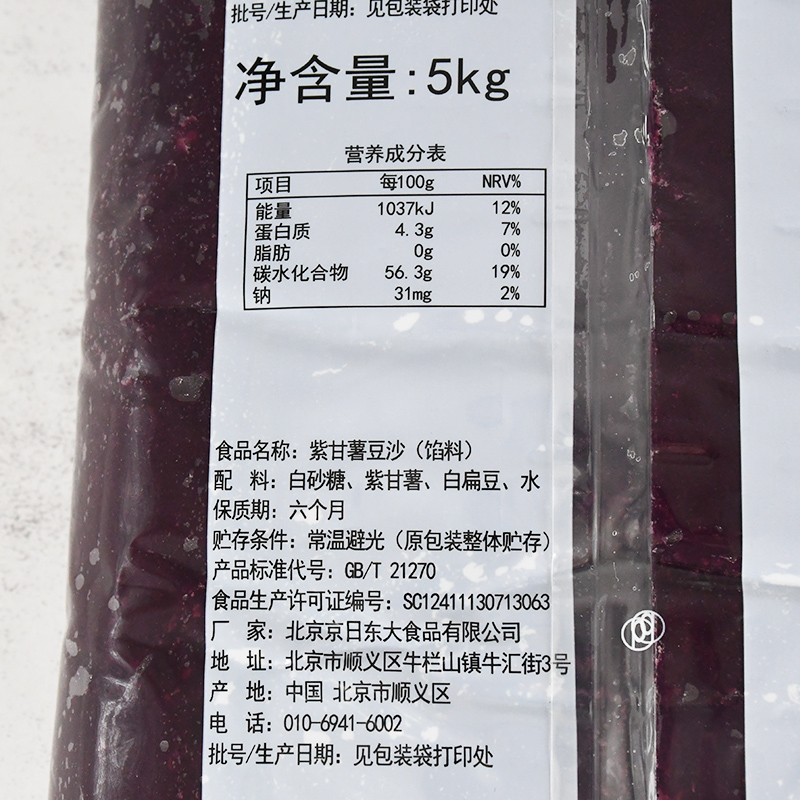 批号/生产日期：见包装袋打印处
净含量:5kg
营养成分表
项目 每100g NRV%
能量 1037kJ 12%
蛋白质 4.3g 7%
脂肪 0g 0%
碳水化合物 56.3g 19%
钠 31mg 2%
食品名称：紫甘薯豆沙（馅料）
配 料：白砂糖、紫甘薯、白扁豆、水
保质期：六个月
贮存条件：常温避光（原包装整体贮存）
产品标准代号：GB/T 21270
食品生产许可证编号：SC12411130713063
厂 家：北京京日东大食品有限公司
地 址：北京市顺义区牛栏山镇牛汇街3号
产 地：中国 北京市顺义区
电 话：010-6941-6002
批号/生产日期：见包装袋打印处